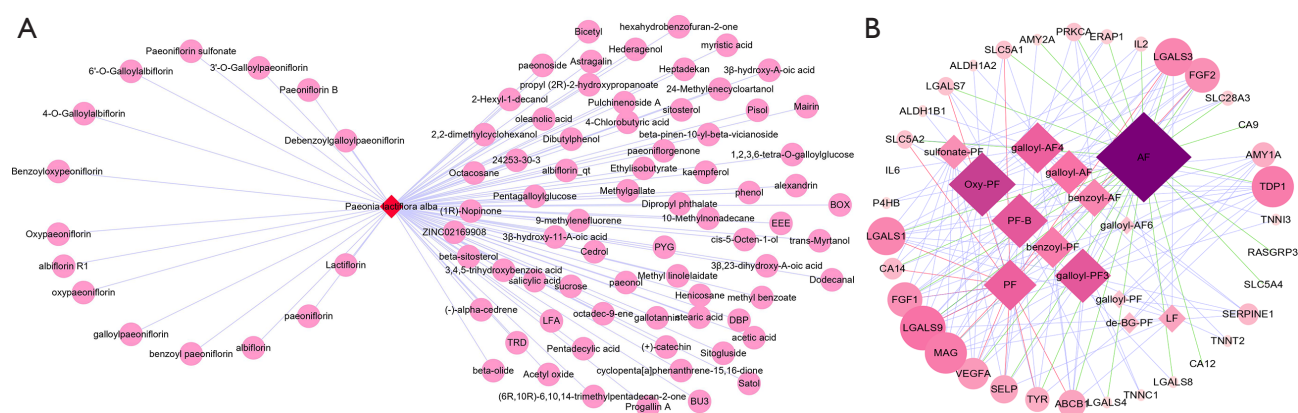 A
Paeoniflorin sulfonate
3'-O-Galloylpaeoniflorin
6'-O-Galloylalbiflorin
Paeoniflorin B
4-O-Galloylalbiflorin
Debenzoylgalloylpaeoniflorin
Benzoyloxypeoniflorin
Paeonia lactiflora alba
Oxypaeoniflorin
albiflorin R1
Lactiflorin
oxypaeoniflorin
paeoniflorin
galloylpaeoniflorin
albiflorin
benzoyl paeoniflorin
hexahydrobenzofuran-2-one
Bicetyl
Hederagenol
myristic acid
paeonoside
Astragalin
Heptadekan
3β-hydroxy-A-oic acid
propyl (2R)-2-hydroxypropanoate
24-Methylenecycloartanol
2-Hexyl-1-decanol
Pulchinenoside A
sitosterol
Pisol
Mairin
oleanolic acid
4-Chlorobutyric acid
2,2-dimethylcyclohexanol
Dibutylphenol
beta-pinen-10-yl-beta-vicianoside
paeoniflorgenone
24253-30-3
Ethylisobutyrate
1,2,3,6-tetra-O-galloylglucose
Octacosane
albiflorin_qt
kaempferol
Pentagalloylglucose
Methylgallate
phenol
alexandrin
Dipropyl phthalate
BOX
(1R)-Nopinone
9-methylenefluorene
10-Methylnonadecane
EEE
ZINC02169908
3β-hydroxy-11-A-oic acid
cis-5-Octen-1-ol
trans-Myrtanol
Cedrol
PYG
beta-sitosterol
3,4,5-trihydroxybenzoic acid
3β,23-dihydroxy-A-oic acid
salicylic acid
sucrose
paeonol
Methyl linolelaidate
Dodecanal
Henicosane
methyl benzoate
(-)-alpha-cedrene
octadec-9-ene
gallotannin
stearic acid
DBP
LFA
acetic acid
TRD
(+)-catechin
Sitogluside
Pentadecylic acid
cyclopenta[a]phenanthrene-15,16-dione
beta-olide
Acetyl oxide
Satol
(6R,10R)-6,10,14-trimethylpentadecan-2-one
BU3
Progallin A
B
PRKCA
AMY2A
ERAP1
IL2
SLC5A1
LGALS3
ALDH1A2
FGF2
LGALS7
SLC28A3
ALDH1B1
CA9
SLC5A2
sulfonate-PF
galloyl-AF4
AF
AMY1A
IL6
galloyl-AF
Oxy-PF
TDP1
benzoyl-AF
P4HB
PF-B
galloyl-AF6
TNNI3
LGALS1
benzoyl-PF
RASGRP3
CA14
galloyl-PF3
PF
SLC5A4
FGF1
galloyl-PF
SERPINE1
LGALS9
de-BG-PF
LF
TNNT2
MAG
CA12
VEGFA
LGALS8
SELP
TYR
ABCB1
LGALS4
TNNC1